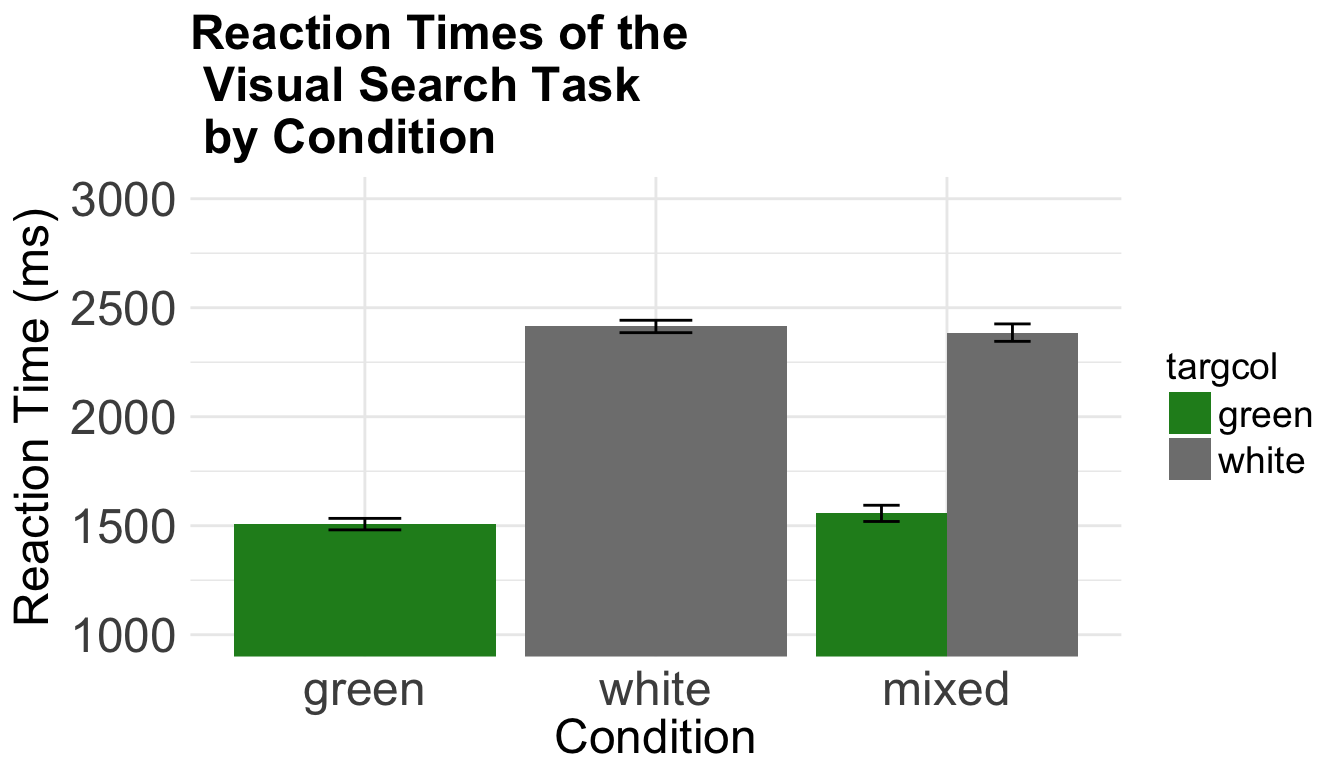 Reaction Times of the
Visual Search Task
by Condition
3000
2500
2000
1500
1000
Reaction Time (ms)
green
white
mixed
Condition
targcol
green
white